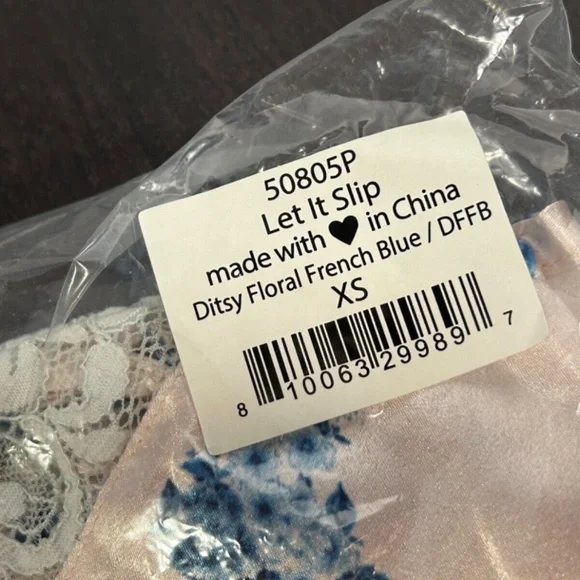 50805P
Let It Slip
made with ♥ in China
Ditsy Floral French Blue / DFFB
XS
8 10063 29989 7